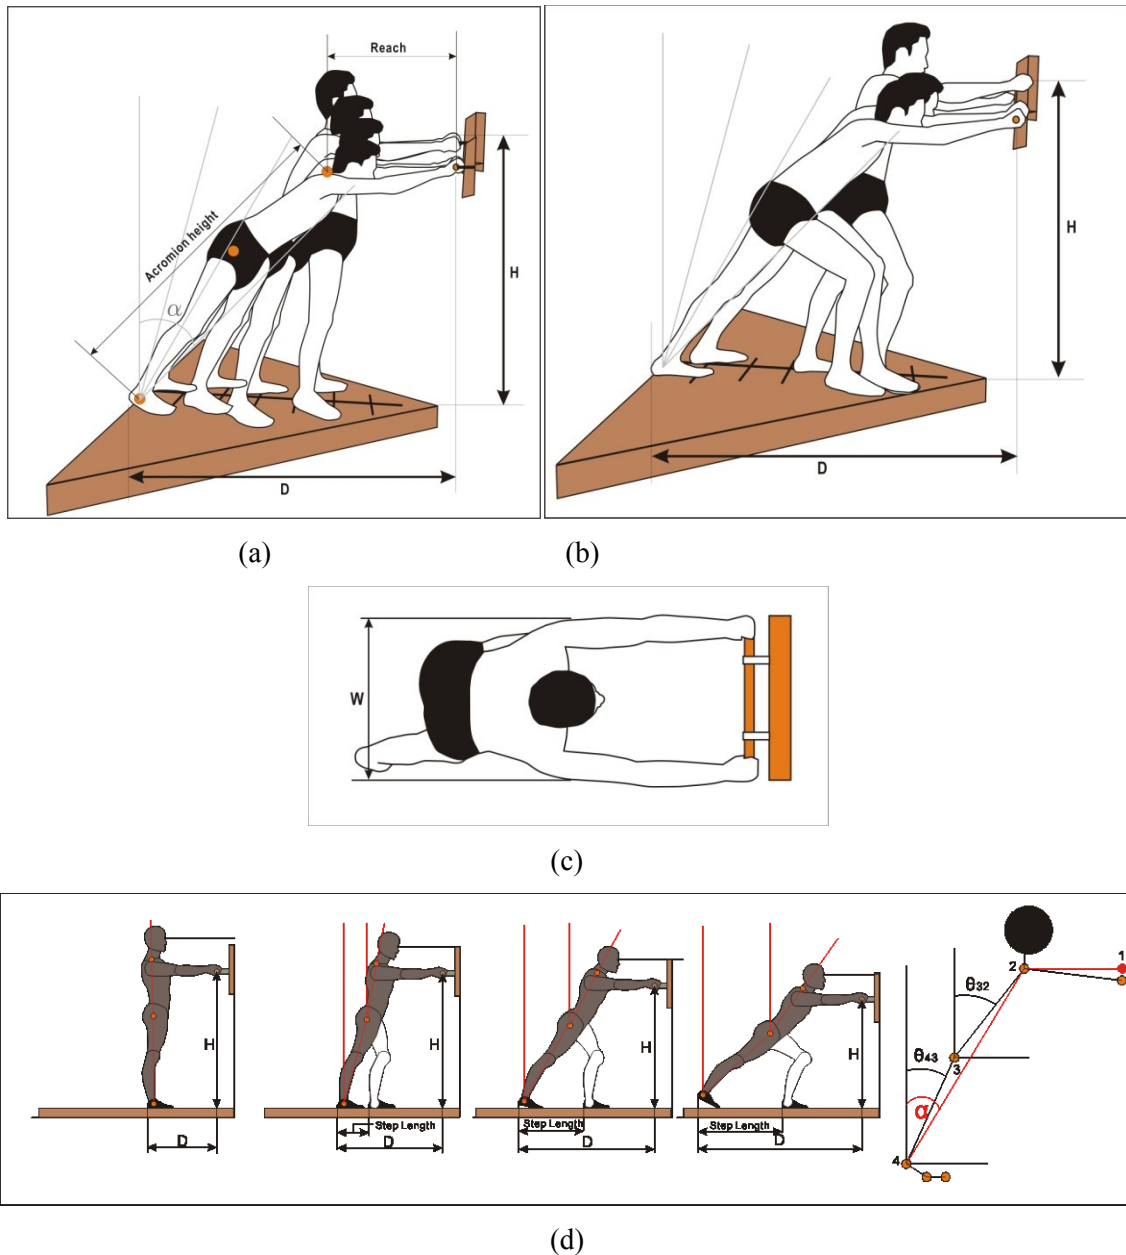 Reach
Acromion height
α
H
D
H
D
(a)
(b)
W
(c)
H
D
H
Step Length
D
H
Step Length
D
H
Step Length
D
1
2
θ32
θ43
3
α
4
(d)